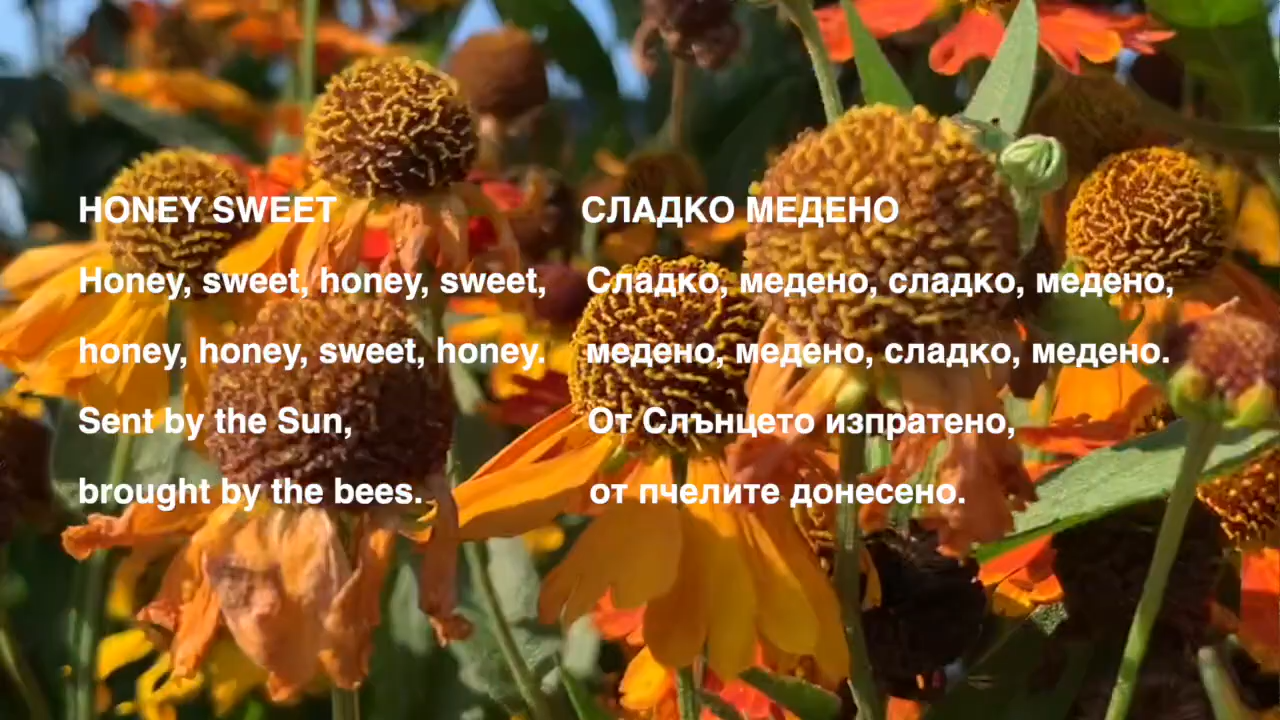 HONEY SWEET
Honey, sweet, honey, sweet,
honey, honey, sweet, honey.
Sent by the Sun,
brought by the bees.
СЛАДКО МЕДЕНО
Сладко, медено, сладко, медено,
медено, медено, сладко, медено.
От Слънцето изпратено,
от пчелите донесено.